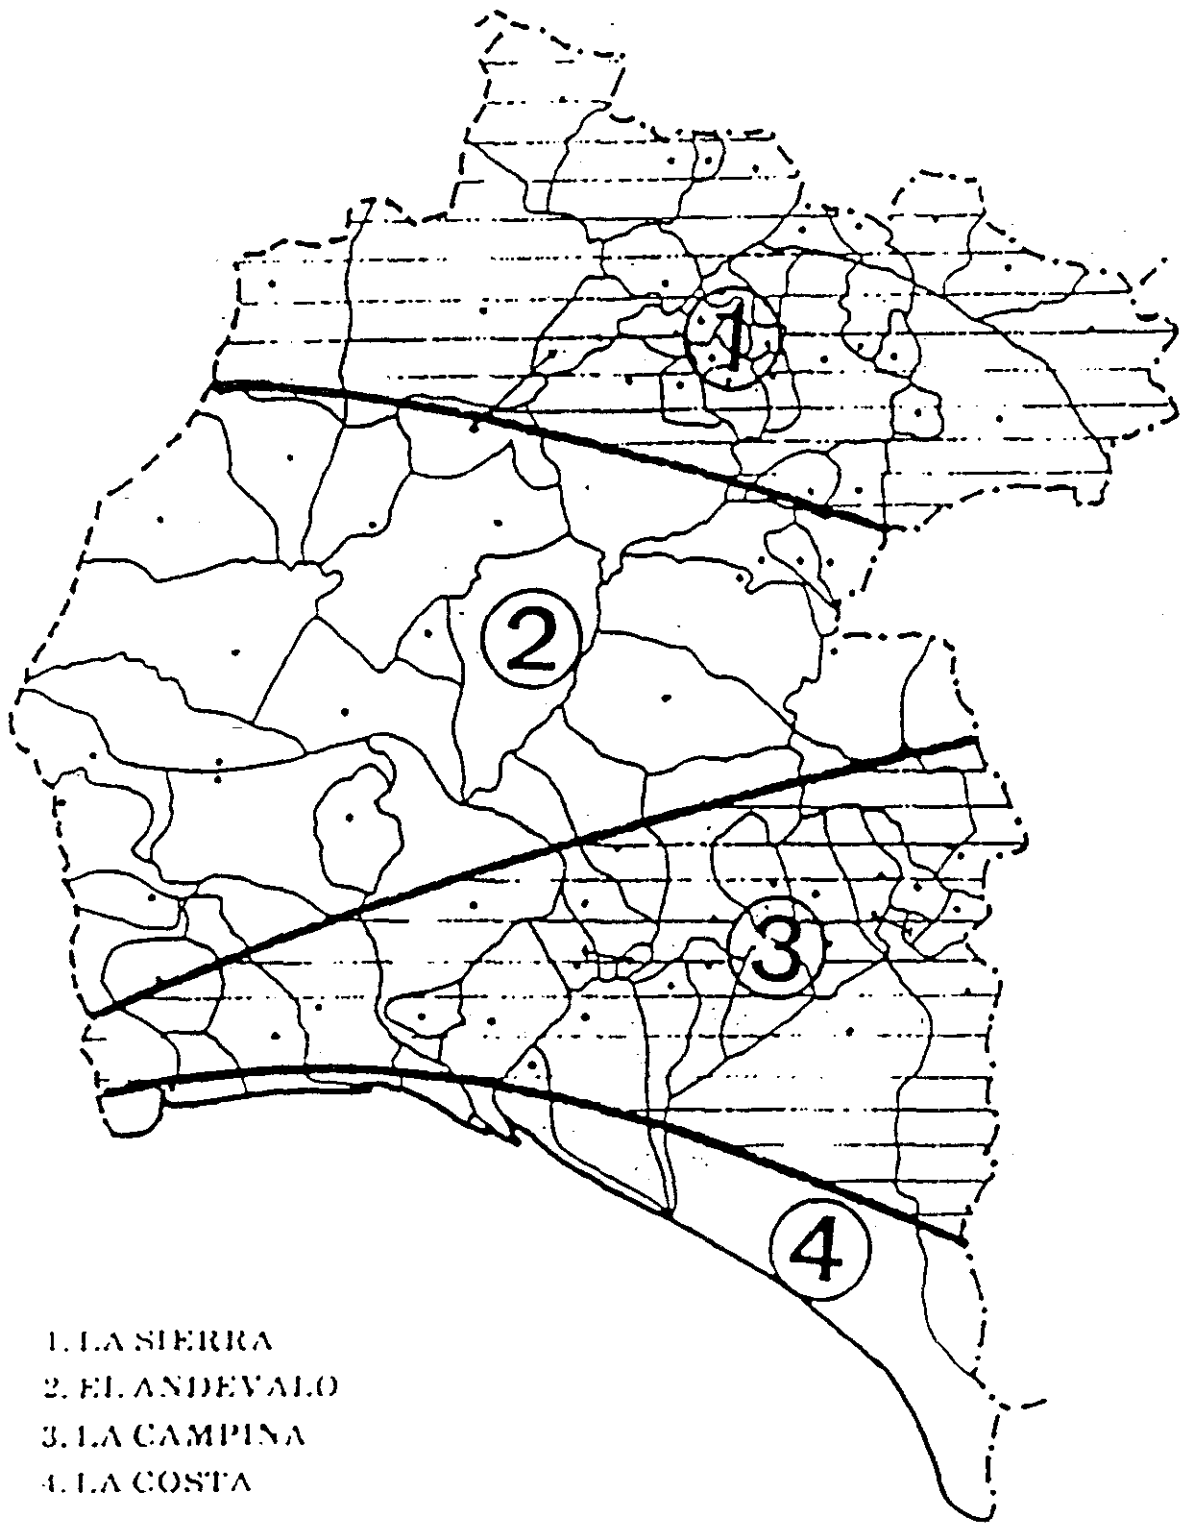 1
2
3
4
1. LA SIERRA
2. EL ANDEVALO
3. LA CAMPINA
4. LA COSTA